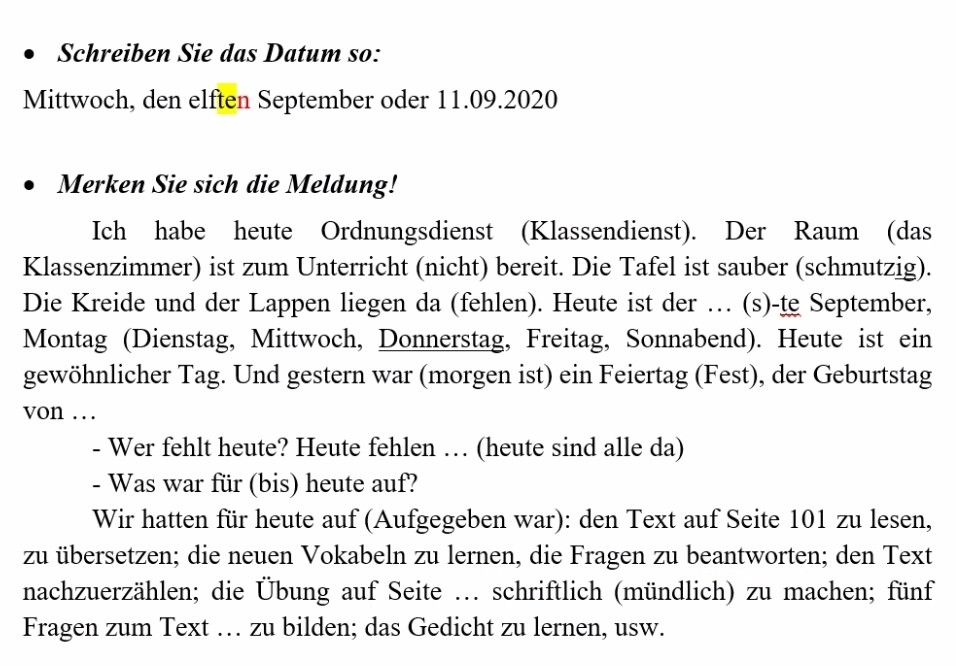 • Schreiben Sie das Datum so:
Mittwoch, den elften September oder 11.09.2020
• Merken Sie sich die Meldung!
Ich habe heute Ordnungsdienst (Klassendienst). Der Raum (das
Klassenzimmer) ist zum Unterricht (nicht) bereit. Die Tafel ist sauber (schmutzig).
Die Kreide und der Lappen liegen da (fehlen). Heute ist der … (s)-te September,
Montag (Dienstag, Mittwoch, Donnerstag, Freitag, Sonnabend). Heute ist ein
gewöhnlicher Tag. Und gestern war (morgen ist) ein Feiertag (Fest), der Geburtstag
von …
- Wer fehlt heute? Heute fehlen … (heute sind alle da)
- Was war für (bis) heute auf?
Wir hatten für heute auf (Aufgegeben war): den Text auf Seite 101 zu lesen,
zu übersetzen; die neuen Vokabeln zu lernen, die Fragen zu beantworten; den Text
nachzuerzählen; die Übung auf Seite … schriftlich (mündlich) zu machen; fünf
Fragen zum Text … zu bilden; das Gedicht zu lernen, usw.